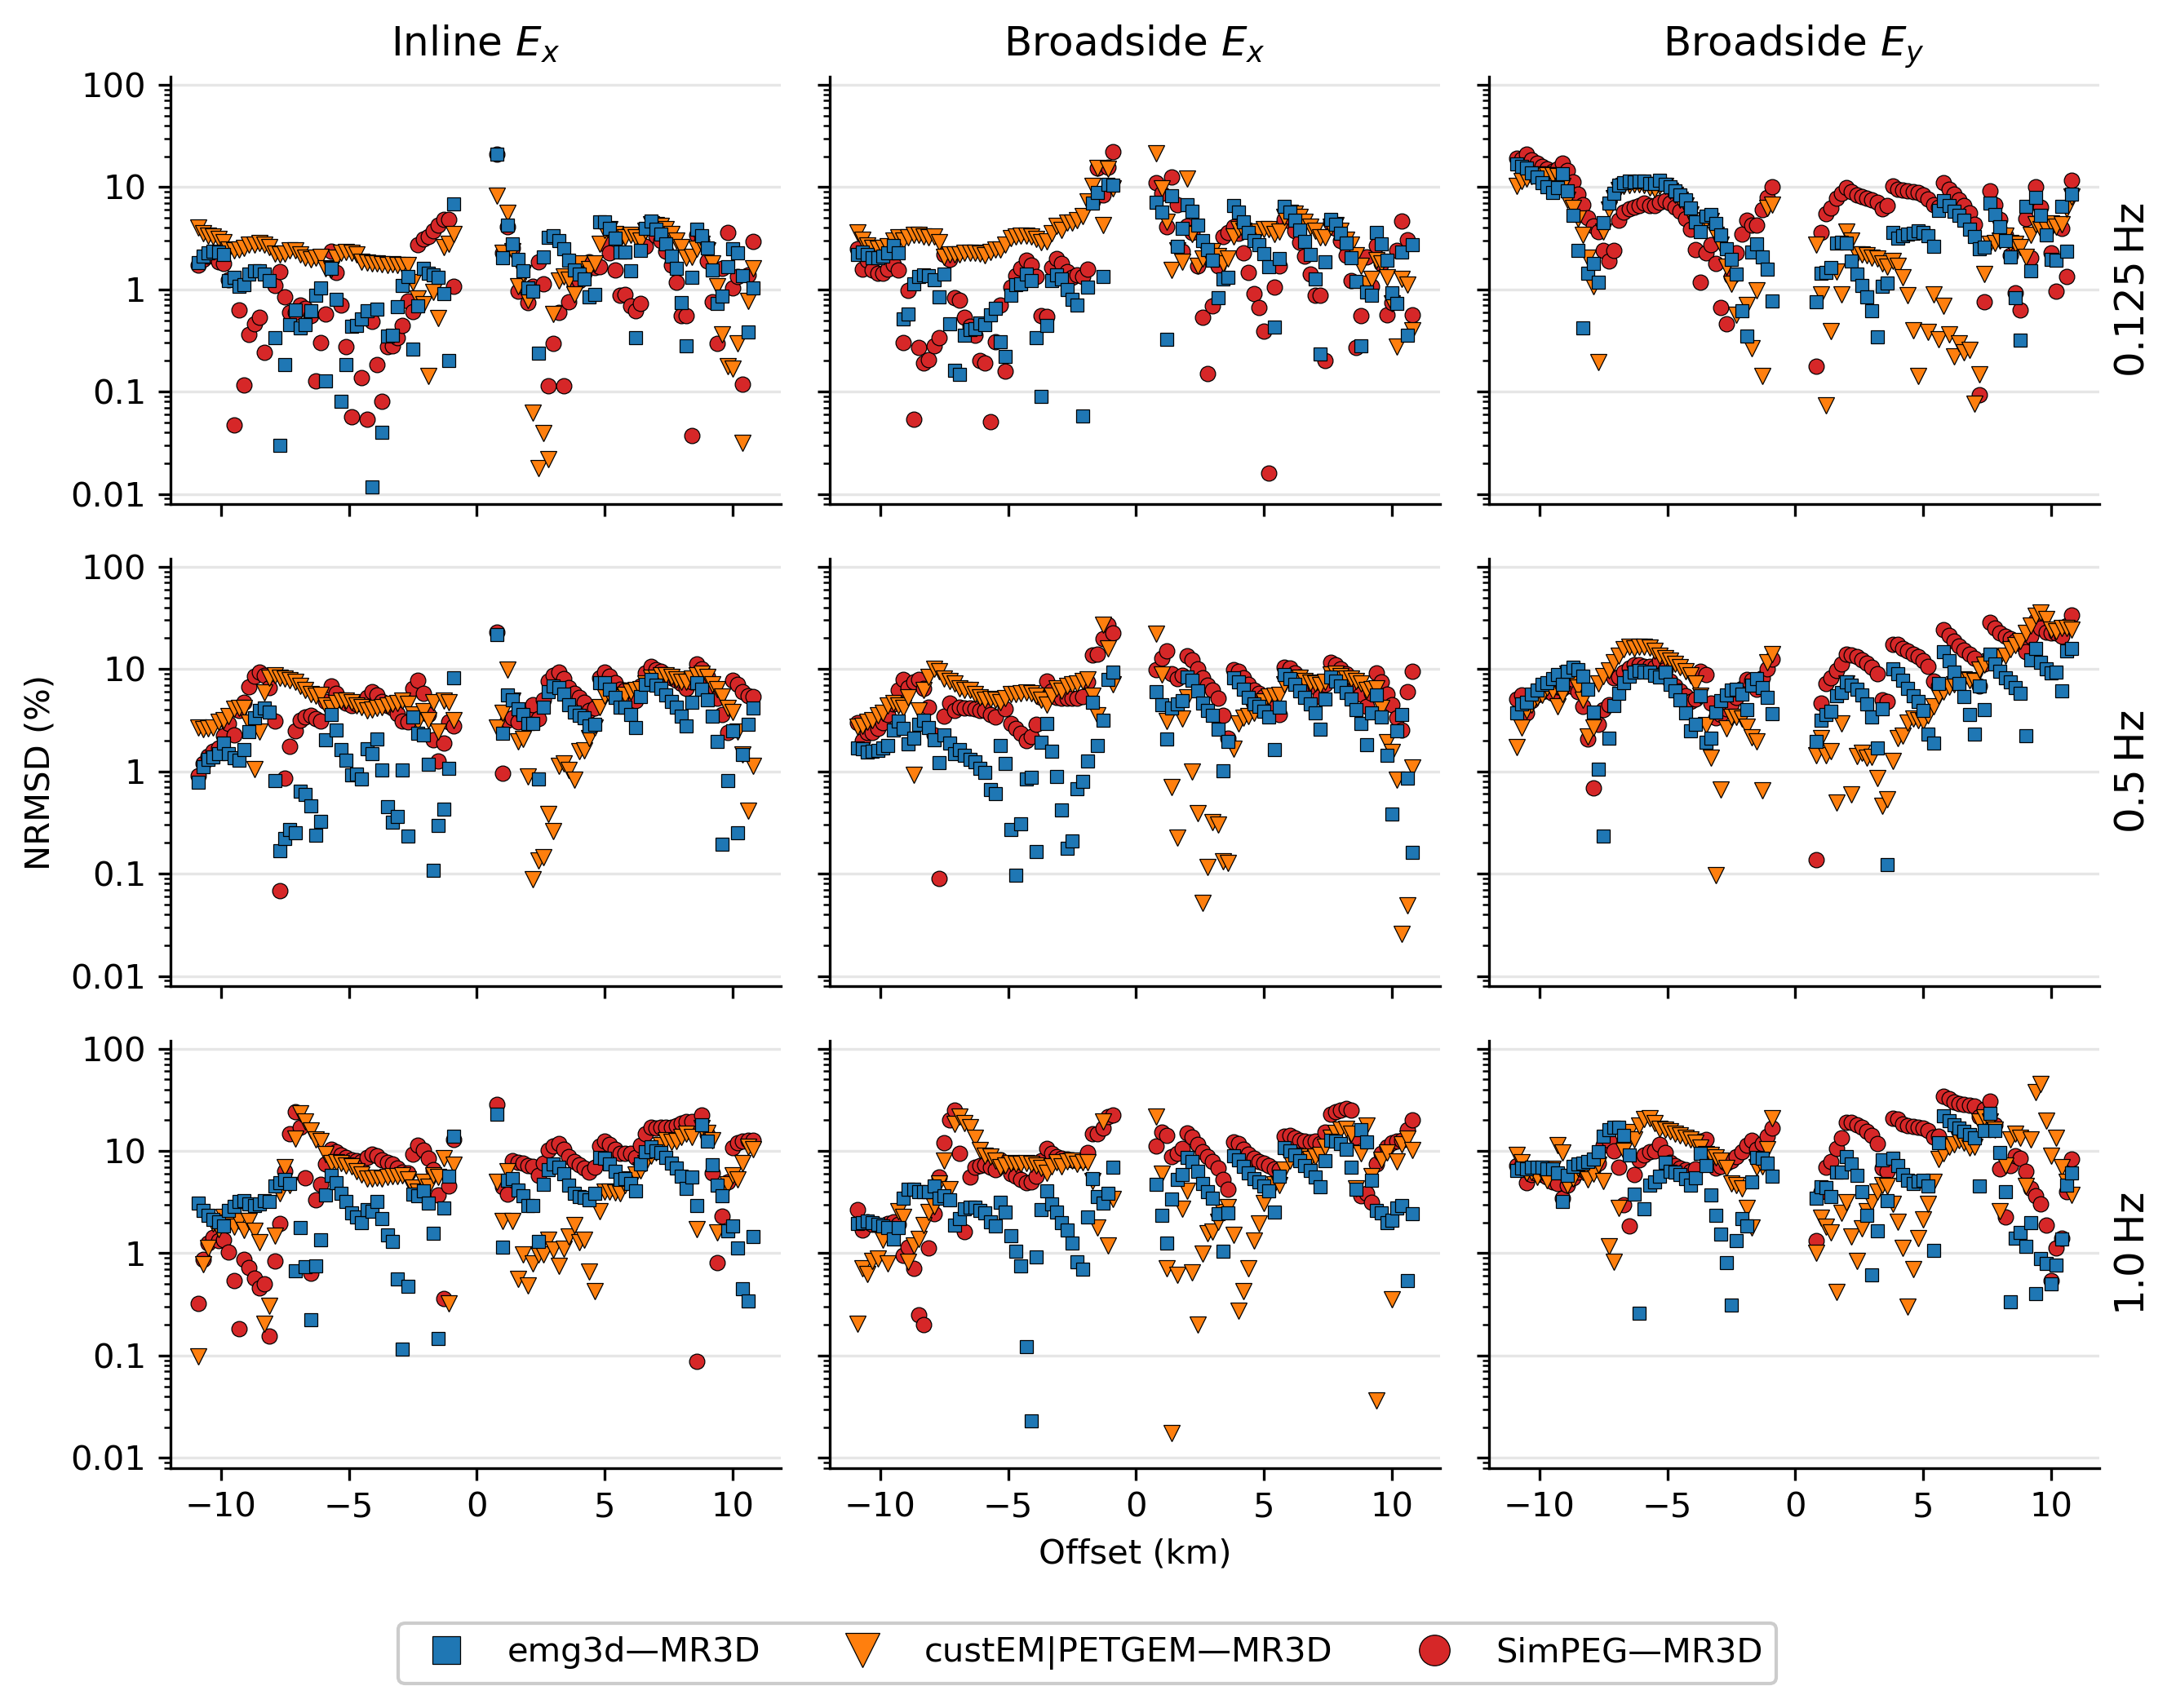 Inline Ex
Broadside Ex
Broadside Ey
100
10
1
0.1
0.01
0.125 Hz
100
10
1
0.1
0.01
NRMSD (%)
0.5 Hz
100
10
1
0.1
0.01
1.0 Hz
−10 −5 0 5 10
−10 −5 0 5 10
−10 −5 0 5 10
Offset (km)
emg3d—MR3D custEM|PETGEM—MR3D SimPEG—MR3D